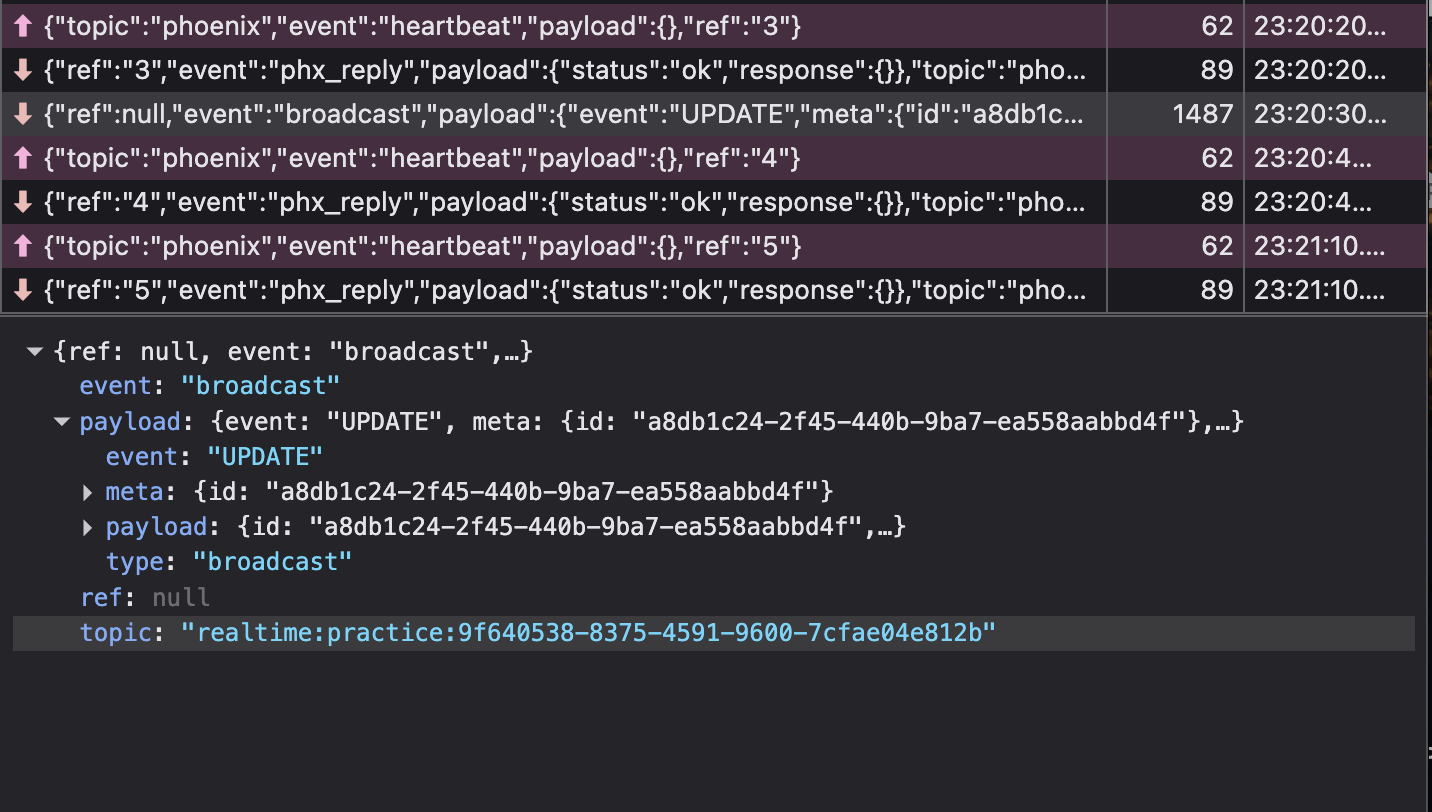 {"topic":"phoenix","event":"heartbeat","payload":{},"ref":"3"} 62 23:20:20...
{"ref":"3","event":"phx_reply","payload":{"status":"ok","response":{}},"topic":"pho... 89 23:20:20...
{"ref":null,"event":"broadcast","payload":{"event":"UPDATE","meta":{"id":"a8db1c... 1487 23:20:30...
{"topic":"phoenix","event":"heartbeat","payload":{},"ref":"4"} 62 23:20:4...
{"ref":"4","event":"phx_reply","payload":{"status":"ok","response":{}},"topic":"pho... 89 23:20:4...
{"topic":"phoenix","event":"heartbeat","payload":{},"ref":"5"} 62 23:21:10....
{"ref":"5","event":"phx_reply","payload":{"status":"ok","response":{}},"topic":"pho... 89 23:21:10....
{ref: null, event: "broadcast",…}
event: "broadcast"
payload: {event: "UPDATE", meta: {id: "a8db1c24-2f45-440b-9ba7-ea558aabbd4f"},…}
event: "UPDATE"
meta: {id: "a8db1c24-2f45-440b-9ba7-ea558aabbd4f"}
payload: {id: "a8db1c24-2f45-440b-9ba7-ea558aabbd4f",…}
type: "broadcast"
ref: null
topic: "realtime:practice:9f640538-8375-4591-9600-7cfae04e812b"